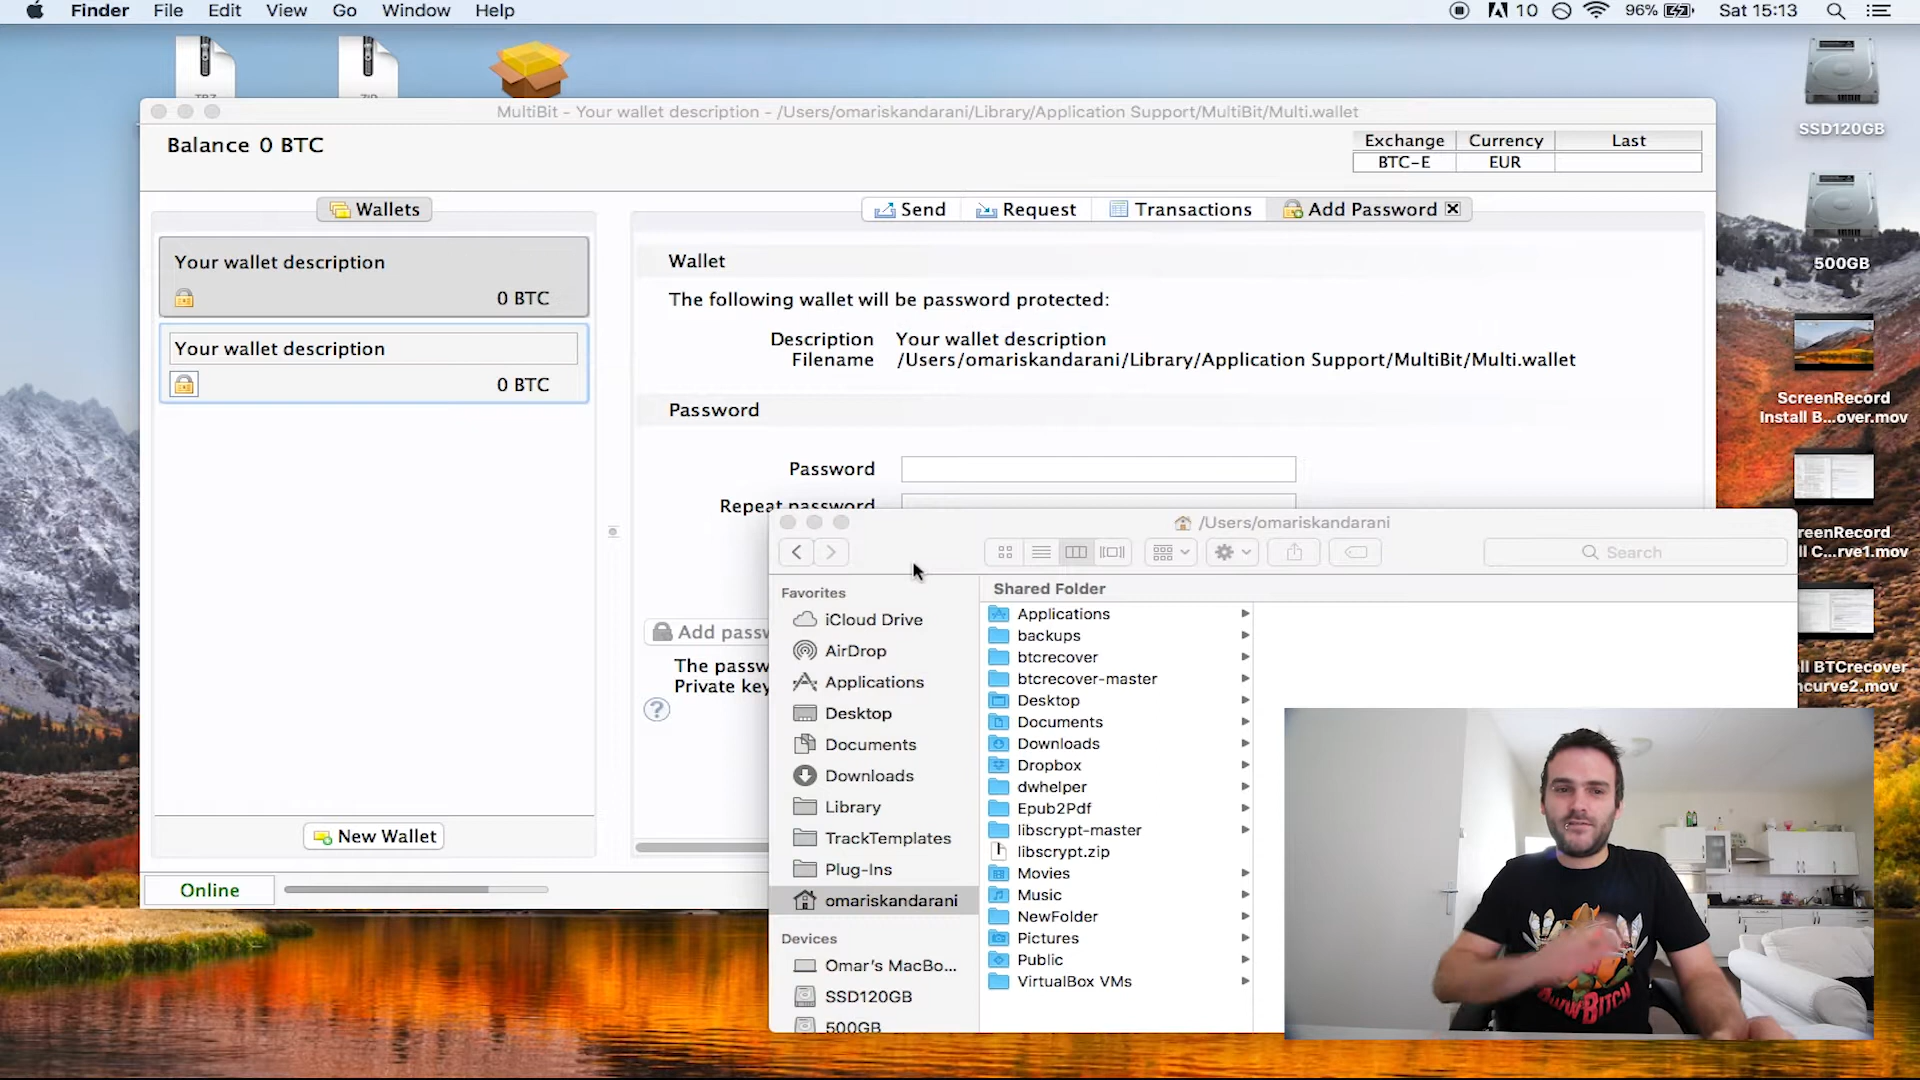 Finder File Edit View Go Window Help
10 96% Sat 15:13
MultiBit - Your wallet description - /Users/omariskandarani/Library/Application Support/MultiBit/Multi.wallet
Balance 0 BTC
Exchange Currency Last
BTC-E EUR
Wallets
Send Request Transactions Add Password
Your wallet description
0 BTC
Your wallet description
0 BTC
New Wallet
Online
Wallet
The following wallet will be password protected:
Description Your wallet description
Filename /Users/omariskandarani/Library/Application Support/MultiBit/Multi.wallet
Password
Password
Repeat password
Add passw
The passw
Private key
?
/Users/omariskandarani
Search
Favorites
iCloud Drive
AirDrop
Applications
Desktop
Documents
Downloads
Library
TrackTemplates
Plug-Ins
omariskandarani
Devices
Omar's MacBo...
SSD120GB
500GB
Shared Folder
Applications
backups
btcrecover
btcrecover-master
Desktop
Documents
Downloads
Dropbox
dwhelper
Epub2Pdf
libscrypt-master
libscrypt.zip
Movies
Music
NewFolder
Pictures
Public
VirtualBox VMs
SSD120GB
500GB
ScreenRecord
Install B...over.mov
reenRecord
ll C...rve1.mov
ll BTCrecover
ncurve2.mov